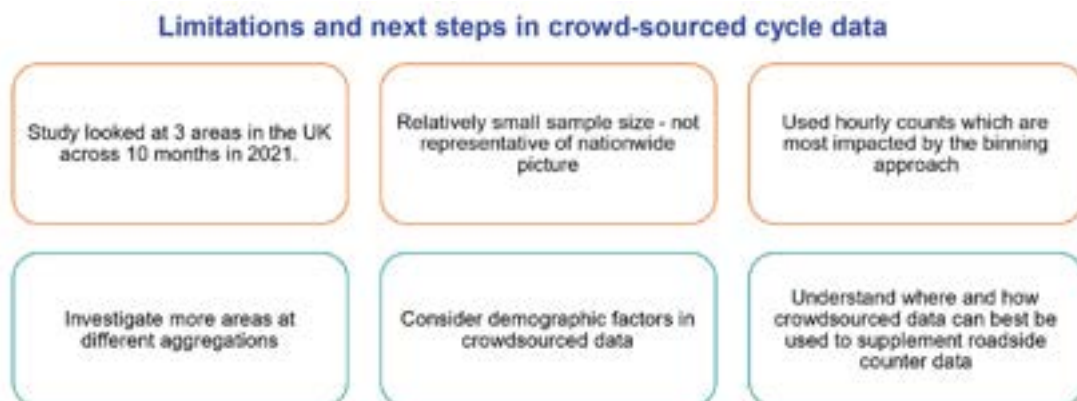 Limitations and next steps in crowd-sourced cycle data
Study looked at 3 areas in the UK
across 10 months in 2021.
Relatively small sample size - not
representative of nationwide
picture
Used hourly counts which are
most impacted by the binning
approach
Investigate more areas at
different aggregations
Consider demographic factors in
crowdsourced data
Understand where and how
crowdsourced data can best be
used to supplement roadside
counter data